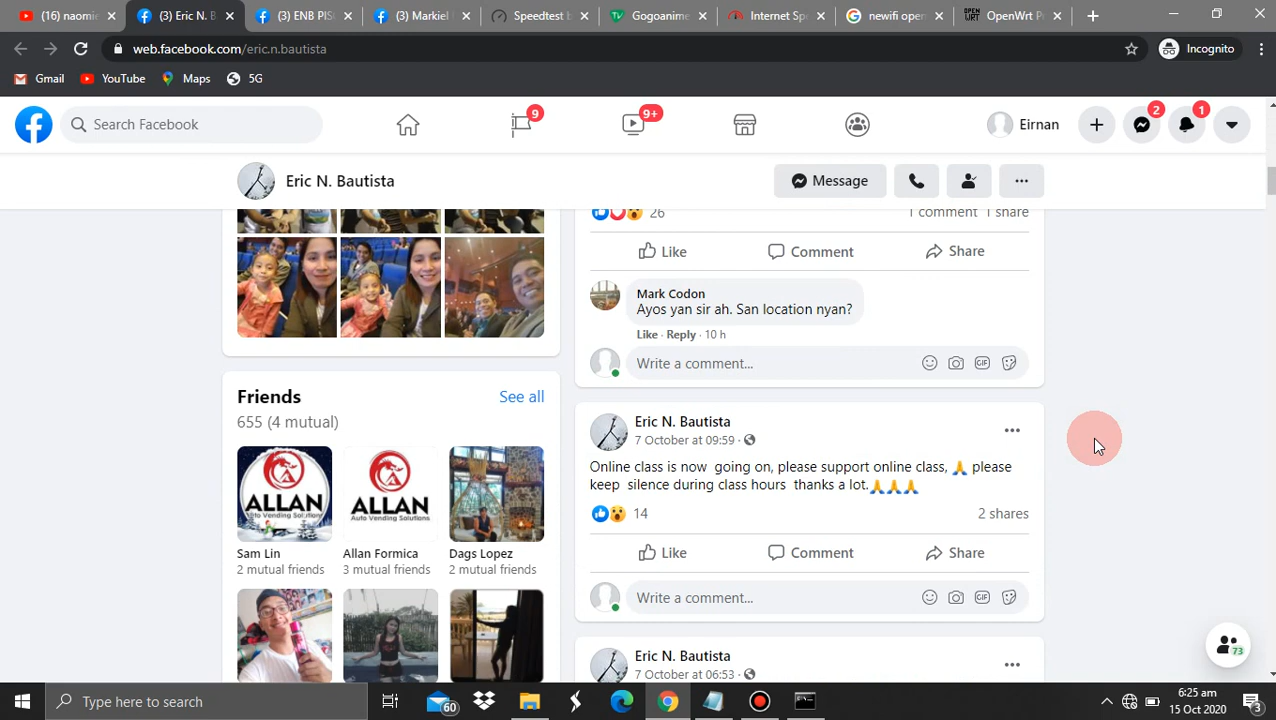 (16) naomie
(3) Eric N. B
(3) ENB PIS
(3) Markiel
Speedtest b
Gogoanime
Internet Spe
newifi open
OpenWrt Pr
web.facebook.com/eric.n.bautista
Incognito
Gmail
YouTube
Maps
5G
Search Facebook
9
9+
Eirnan
2
1
Eric N. Bautista
Message
26
1 comment 1 share
Like
Comment
Share
Mark Codon
Ayos yan sir ah. San location nyan?
Like · Reply · 10 h
Write a comment...
Friends
See all
655 (4 mutual)
ALLAN
Auto Vending Solutions
Sam Lin
2 mutual friends
ALLAN
Auto Vending Solutions
Allan Formica
3 mutual friends
Dags Lopez
2 mutual friends
Eric N. Bautista
7 October at 09:59 ·
Online class is now going on, please support online class, 🙏 please
keep silence during class hours thanks a lot.🙏🙏🙏
14
2 shares
Like
Comment
Share
Write a comment...
Eric N. Bautista
7 October at 06:53 ·
73
Type here to search
60
6:25 am
15 Oct 2020
3